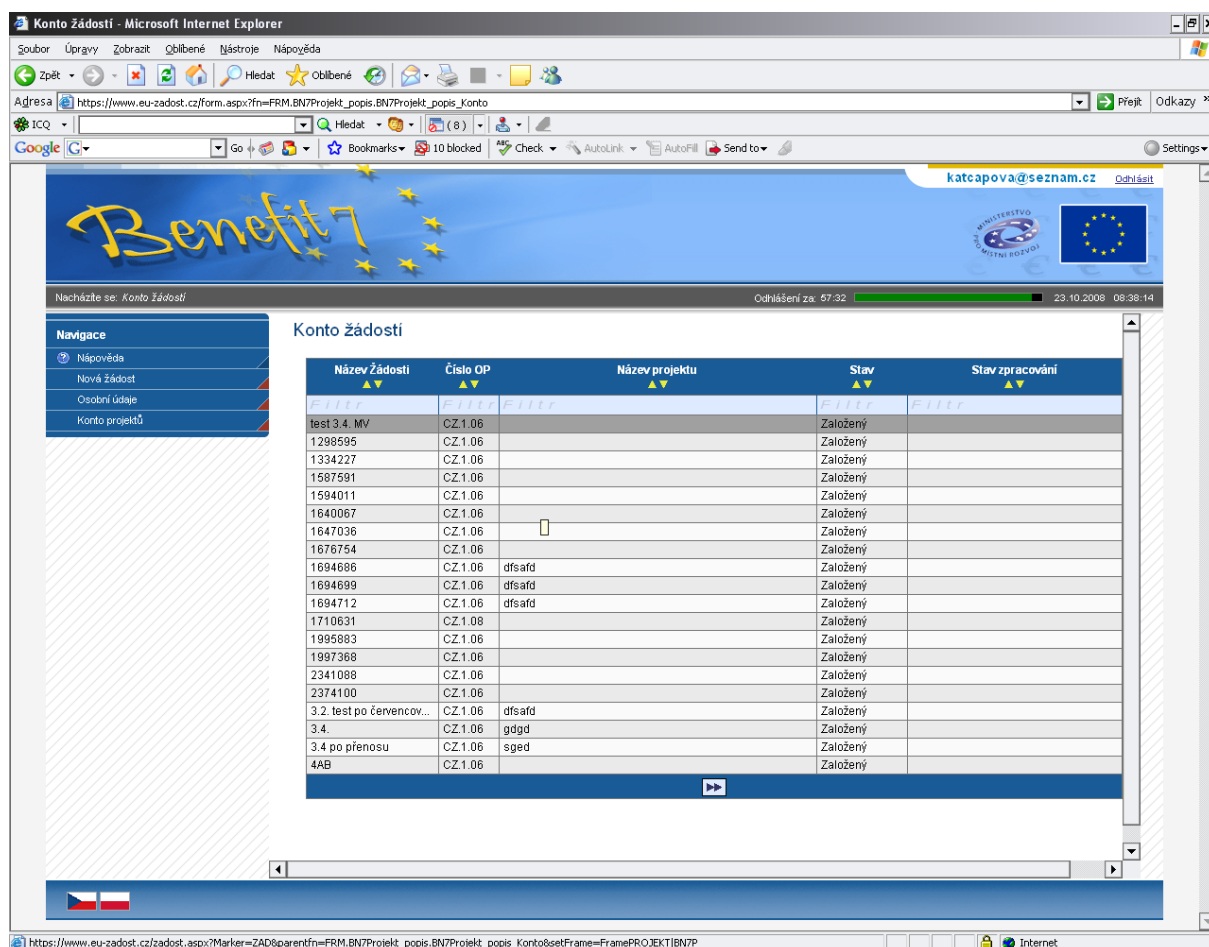 Konto žádostí - Microsoft Internet Explorer
Soubor Úpravy Zobrazit Oblíbené Nástroje Nápověda
Zpět Hledat Oblíbené
Adresa https://www.eu-zadost.cz/form.aspx?fn=FRM.BN7Projekt_popis.BN7Projekt_popis_Konto Přejít Odkazy »
ICQ Hledat (8)
Google G Go Bookmarks 10 blocked ABC Check AutoLink AutoFill Send to Settings
katcapova@seznam.cz Odhlásit
Benefit7
MINISTERSTVO PRO MÍSTNÍ ROZVOJ
Nacházíte se: Konto žádostí Odhlášení za: 57:32 23.10.2008 08:38:14
Navigace
Nápověda
Nová žádost
Osobní údaje
Konto projektů
Konto žádostí
Název Žádosti Číslo OP Název projektu Stav Stav zpracování
Filtr Filtr Filtr Filtr Filtr
test 3.4. MV CZ.1.06 Založený
1298595 CZ.1.06 Založený
1334227 CZ.1.06 Založený
1587591 CZ.1.06 Založený
1594011 CZ.1.06 Založený
1640067 CZ.1.06 Založený
1647036 CZ.1.06 Založený
1676754 CZ.1.06 Založený
1694686 CZ.1.06 dfsafd Založený
1694699 CZ.1.06 dfsafd Založený
1694712 CZ.1.06 dfsafd Založený
1710631 CZ.1.08 Založený
1995883 CZ.1.06 Založený
1997368 CZ.1.06 Založený
2341088 CZ.1.06 Založený
2374100 CZ.1.06 Založený
3.2. test po červencov... CZ.1.06 dfsafd Založený
3.4. CZ.1.06 gdgd Založený
3.4 po přenosu CZ.1.06 sged Založený
4AB CZ.1.06 Založený
https://www.eu-zadost.cz/zadost.aspx?Marker=ZAD&parentfn=FRM.BN7Projekt_popis.BN7Projekt_popis_Konto&setFrame=FramePROJEKT|BN7P Internet